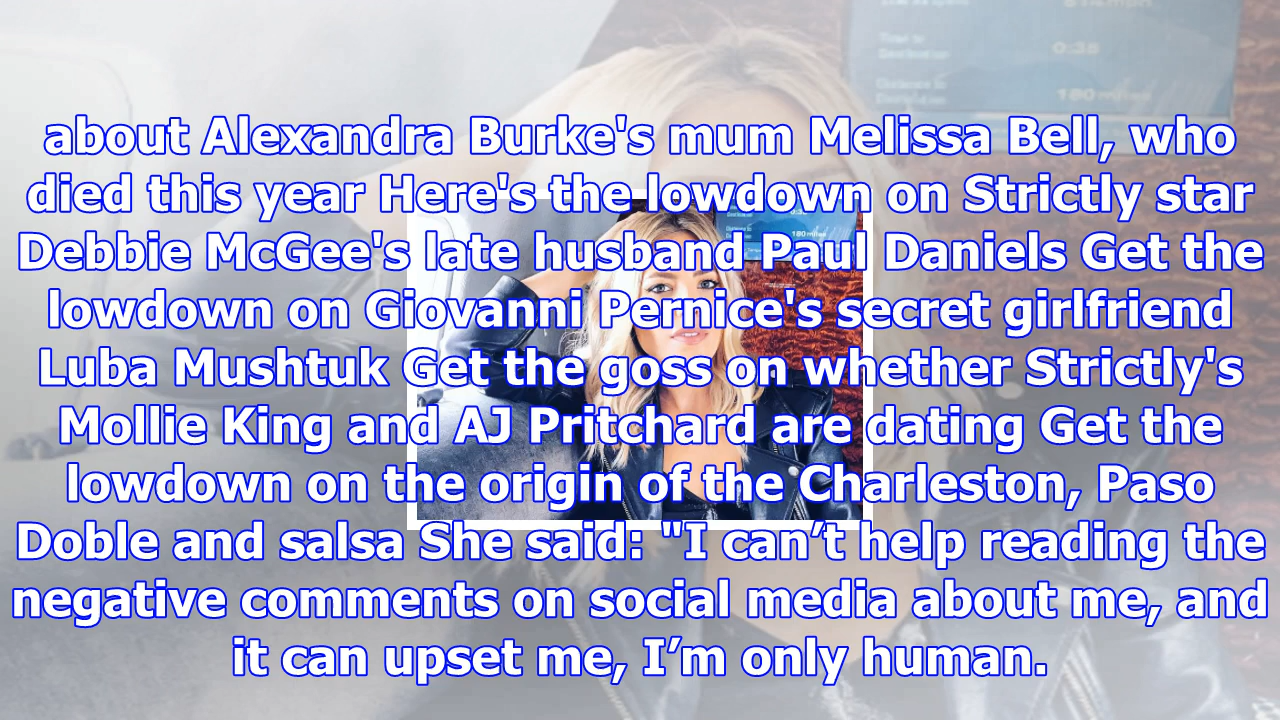 about Alexandra Burke's mum Melissa Bell, who
died this year Here's the lowdown on Strictly star
Debbie McGee's late husband Paul Daniels Get the
lowdown on Giovanni Pernice's secret girlfriend
Luba Mushtuk Get the goss on whether Strictly's
Mollie King and AJ Pritchard are dating Get the
lowdown on the origin of the Charleston, Paso
Doble and salsa She said: "I can’t help reading the
negative comments on social media about me, and
it can upset me, I’m only human.